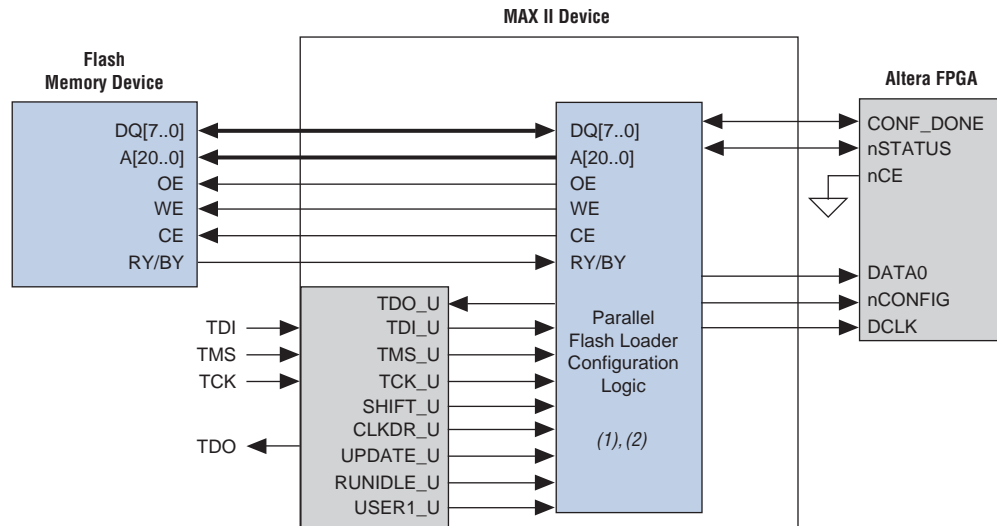 MAX II Device
Flash
Memory Device
Altera FPGA
DQ[7..0]
A[20..0]
OE
WE
CE
RY/BY
DQ[7..0]
A[20..0]
OE
WE
CE
RY/BY
Parallel
Flash Loader
Configuration
Logic
(1), (2)
CONF_DONE
nSTATUS
nCE
DATA0
nCONFIG
DCLK
TDI
TMS
TCK
TDO
TDO_U
TDI_U
TMS_U
TCK_U
SHIFT_U
CLKDR_U
UPDATE_U
RUNIDLE_U
USER1_U